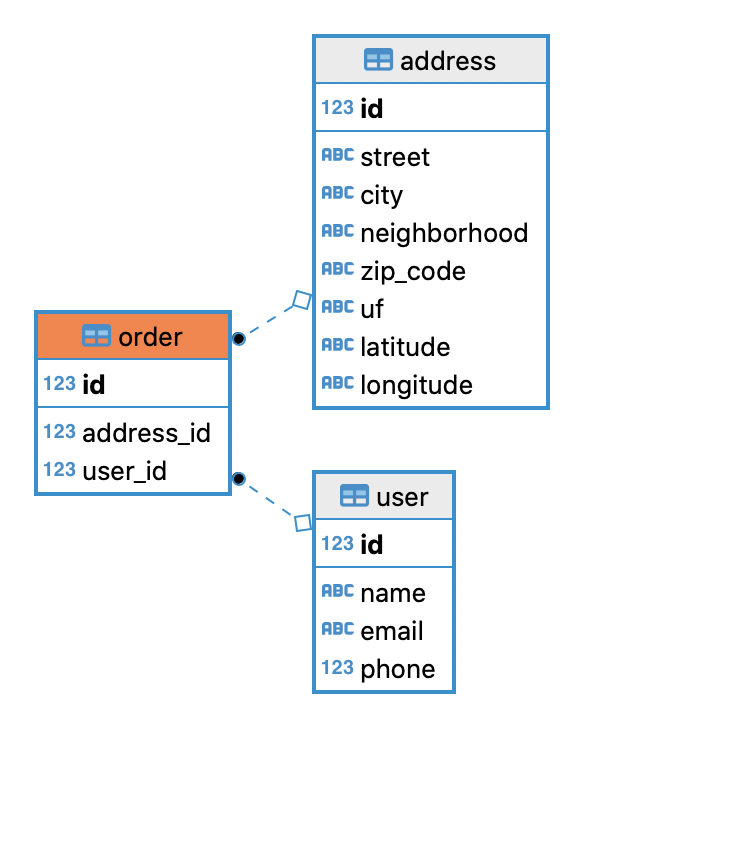 address
123 id
ABC street
ABC city
ABC neighborhood
ABC zip_code
ABC uf
ABC latitude
ABC longitude
order
123 id
123 address_id
123 user_id
user
123 id
ABC name
ABC email
123 phone